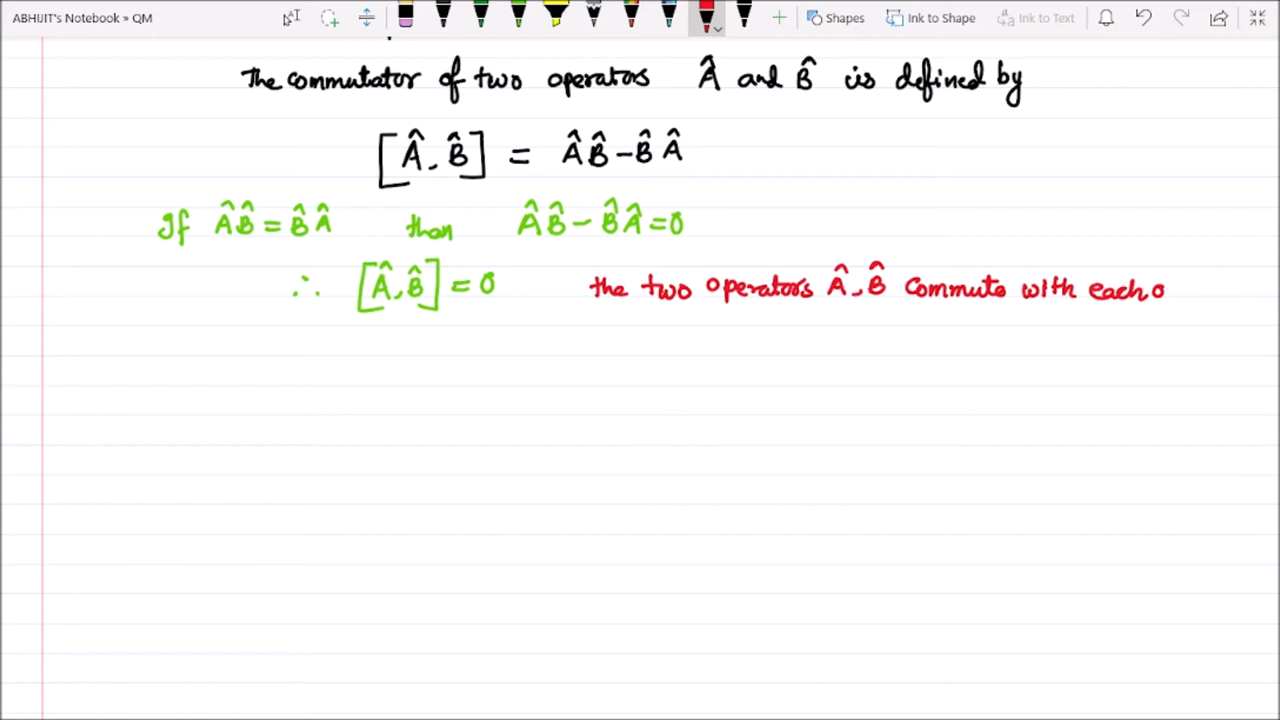 ABHIJIT's Notebook » QM Shapes Ink to Shape Ink to Text
The commutator of two operators Â and B̂ is defined by
[Â, B̂] = ÂB̂ – B̂Â
If ÂB̂ = B̂Â then ÂB̂ – B̂Â = 0
∴ [Â, B̂] = 0 the two operators Â, B̂ Commute with each o